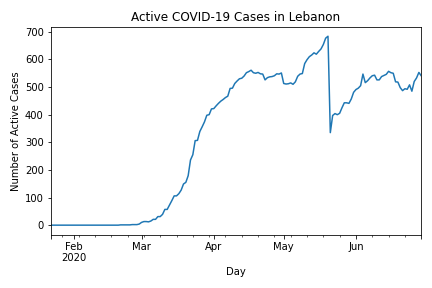 Active COVID-19 Cases in Lebanon
Number of Active Cases
700
600
500
400
300
200
100
0
Feb Mar Apr May Jun
2020
Day